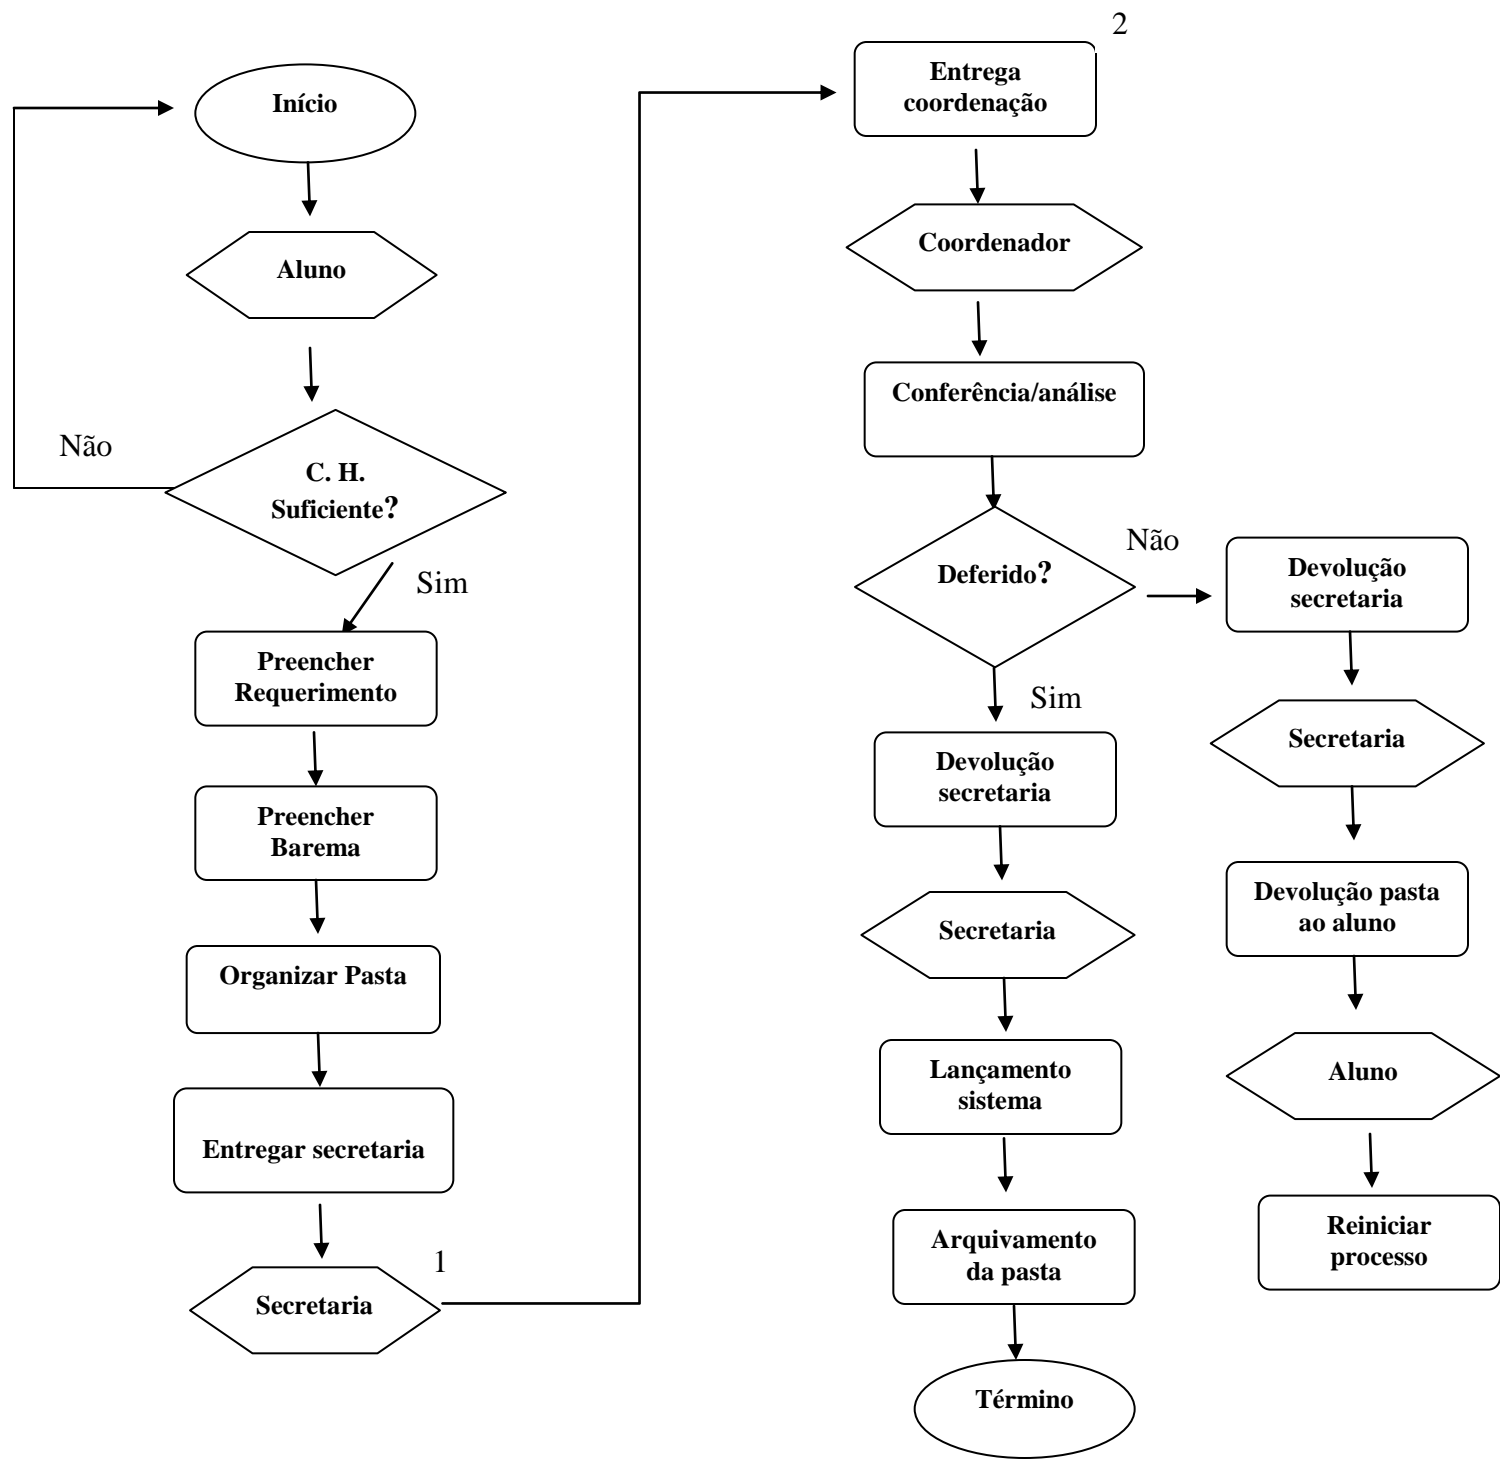 Início
Aluno
Não
C. H.
Suficiente?
Sim
Preencher
Requerimento
Preencher
Barema
Organizar Pasta
Entregar secretaria
1
Secretaria
2
Entrega
coordenação
Coordenador
Conferência/análise
Deferido?
Não
Sim
Devolução
secretaria
Secretaria
Lançamento
sistema
Arquivamento
da pasta
Término
Devolução
secretaria
Secretaria
Devolução pasta
ao aluno
Aluno
Reiniciar
processo